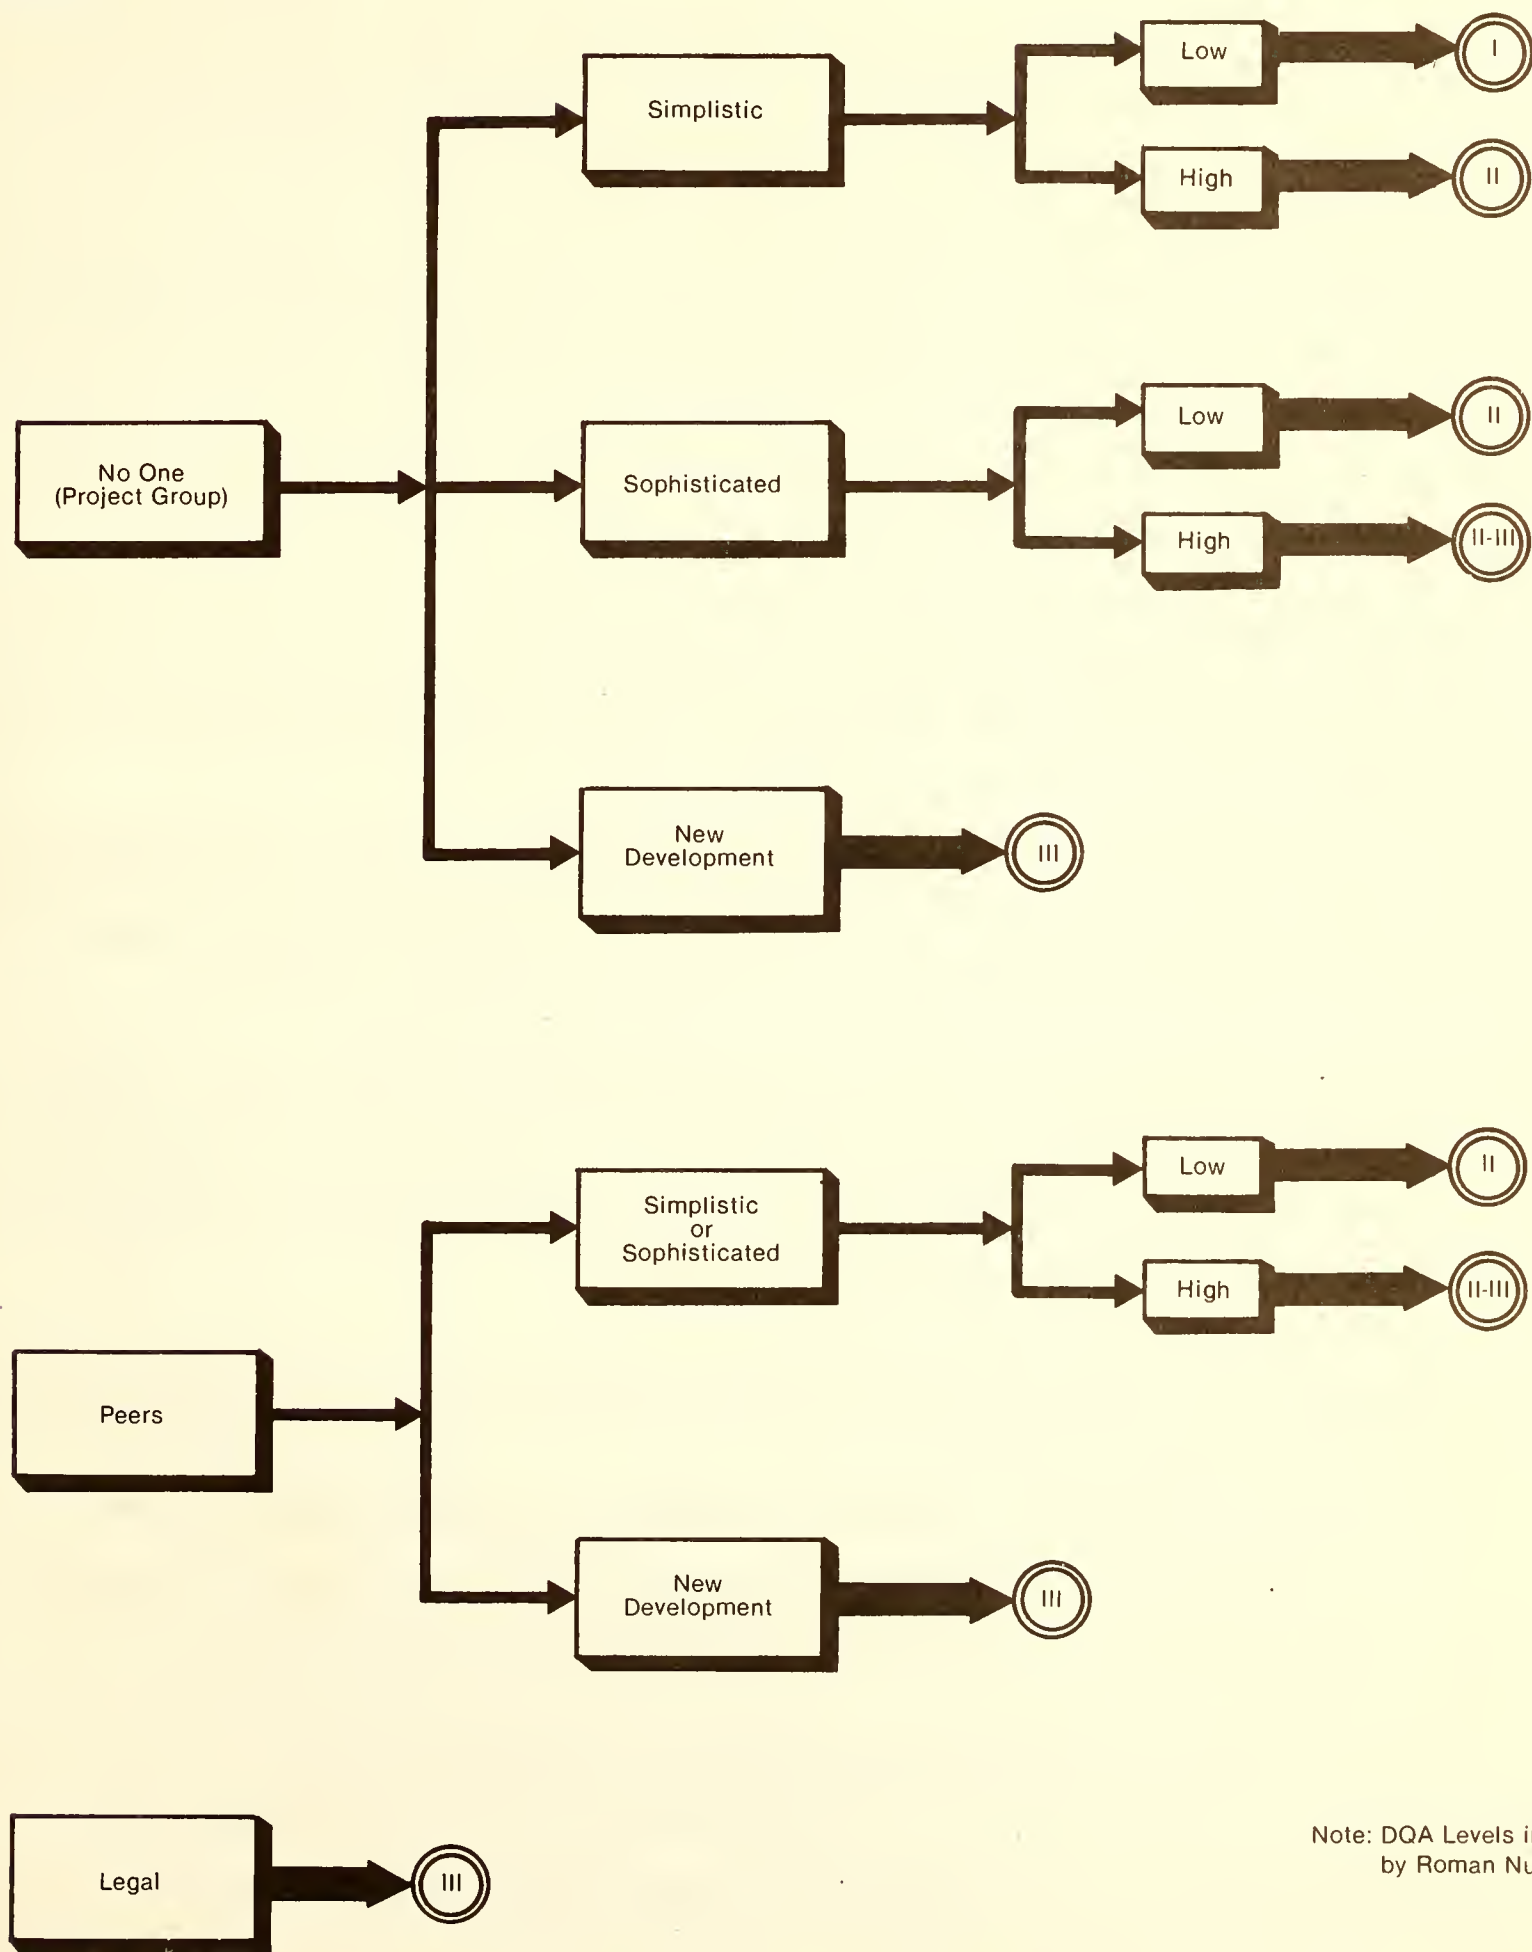 Simplistic
Low
I
High
II
No One
(Project Group)
Sophisticated
Low
II
High
II-III
New
Development
III
Peers
Simplistic
or
Sophisticated
Low
II
High
II-III
New
Development
III
Legal
III
Note: DQA Levels
by Roman